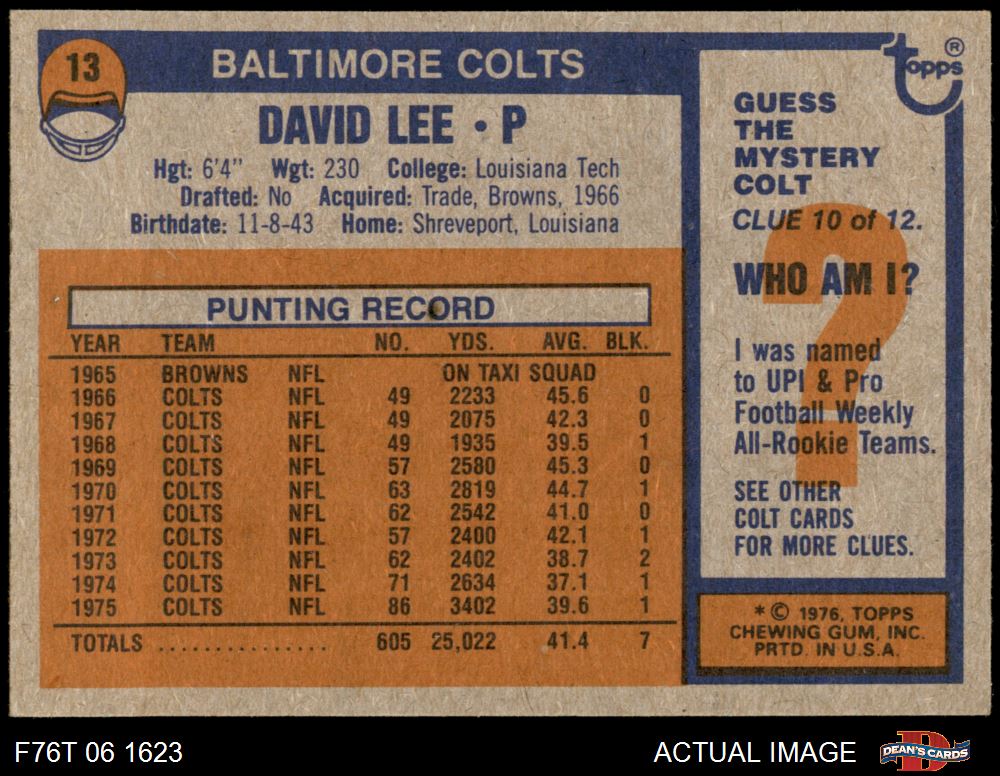 13
BALTIMORE COLTS
DAVID LEE • P
Hgt: 6'4" Wgt: 230 College: Louisiana Tech
Drafted: No Acquired: Trade, Browns, 1966
Birthdate: 11-8-43 Home: Shreveport, Louisiana
PUNTING RECORD
YEAR TEAM NO. YDS. AVG. BLK.
1965 BROWNS NFL ON TAXI SQUAD
1966 COLTS NFL 49 2233 45.6 0
1967 COLTS NFL 49 2075 42.3 0
1968 COLTS NFL 49 1935 39.5 1
1969 COLTS NFL 57 2580 45.3 0
1970 COLTS NFL 63 2819 44.7 1
1971 COLTS NFL 62 2542 41.0 0
1972 COLTS NFL 57 2400 42.1 1
1973 COLTS NFL 62 2402 38.7 2
1974 COLTS NFL 71 2634 37.1 1
1975 COLTS NFL 86 3402 39.6 1
TOTALS ............... 605 25,022 41.4 7
topps ®
GUESS
THE
MYSTERY
COLT
CLUE 10 of 12.
WHO AM I?
?
I was named
to UPI & Pro
Football Weekly
All-Rookie Teams.
SEE OTHER
COLT CARDS
FOR MORE CLUES.
* © 1976, TOPPS
CHEWING GUM, INC.
PRTD. IN U.S.A.
F76T 06 1623
ACTUAL IMAGE
DEAN'S CARDS